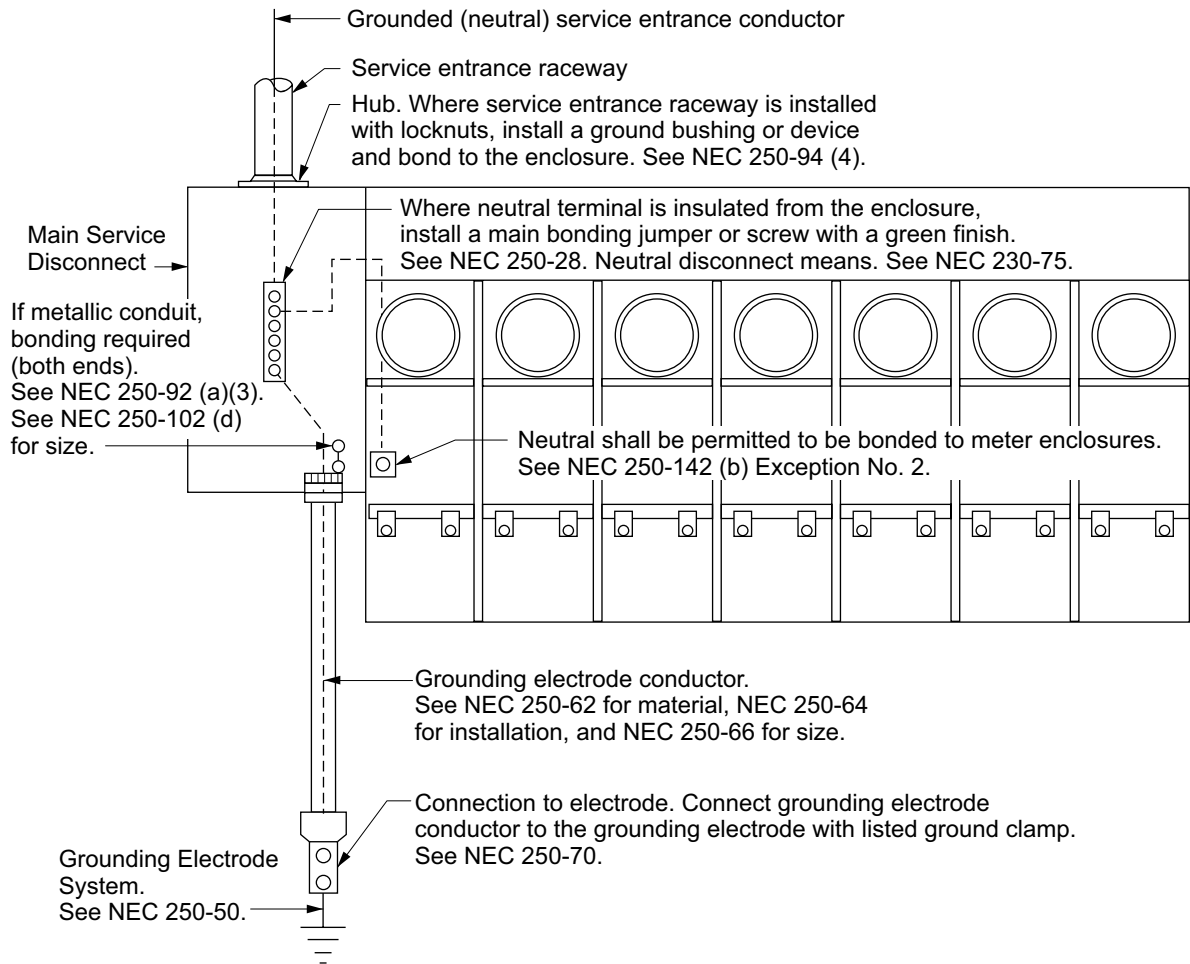 Grounded (neutral) service entrance conductor
Service entrance raceway
Hub. Where service entrance raceway is installed
with locknuts, install a ground bushing or device
and bond to the enclosure. See NEC 250-94 (4).
Where neutral terminal is insulated from the enclosure,
install a main bonding jumper or screw with a green finish.
See NEC 250-28. Neutral disconnect means. See NEC 230-75.
Main Service
Disconnect
If metallic conduit,
bonding required
(both ends).
See NEC 250-92 (a)(3).
See NEC 250-102 (d)
for size.
Neutral shall be permitted to be bonded to meter enclosures.
See NEC 250-142 (b) Exception No. 2.
Grounding electrode conductor.
See NEC 250-62 for material, NEC 250-64
for installation, and NEC 250-66 for size.
Connection to electrode. Connect grounding electrode
conductor to the grounding electrode with listed ground clamp.
See NEC 250-70.
Grounding Electrode
System.
See NEC 250-50.